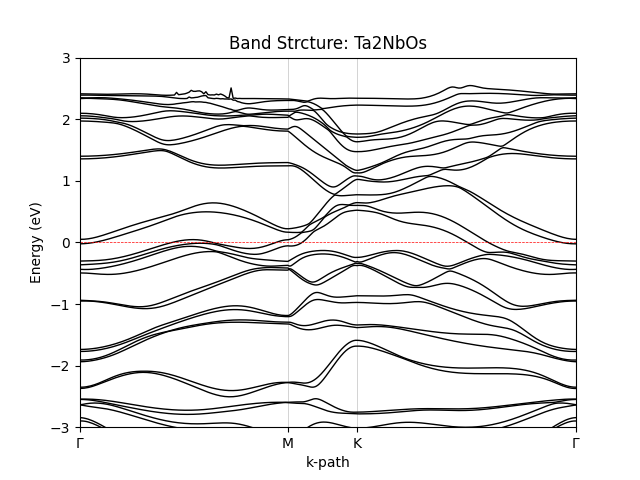 Band Strcture: Ta2NbOs
3
2
1
0
−1
−2
−3
Energy (eV)
Γ M K Γ
k-path